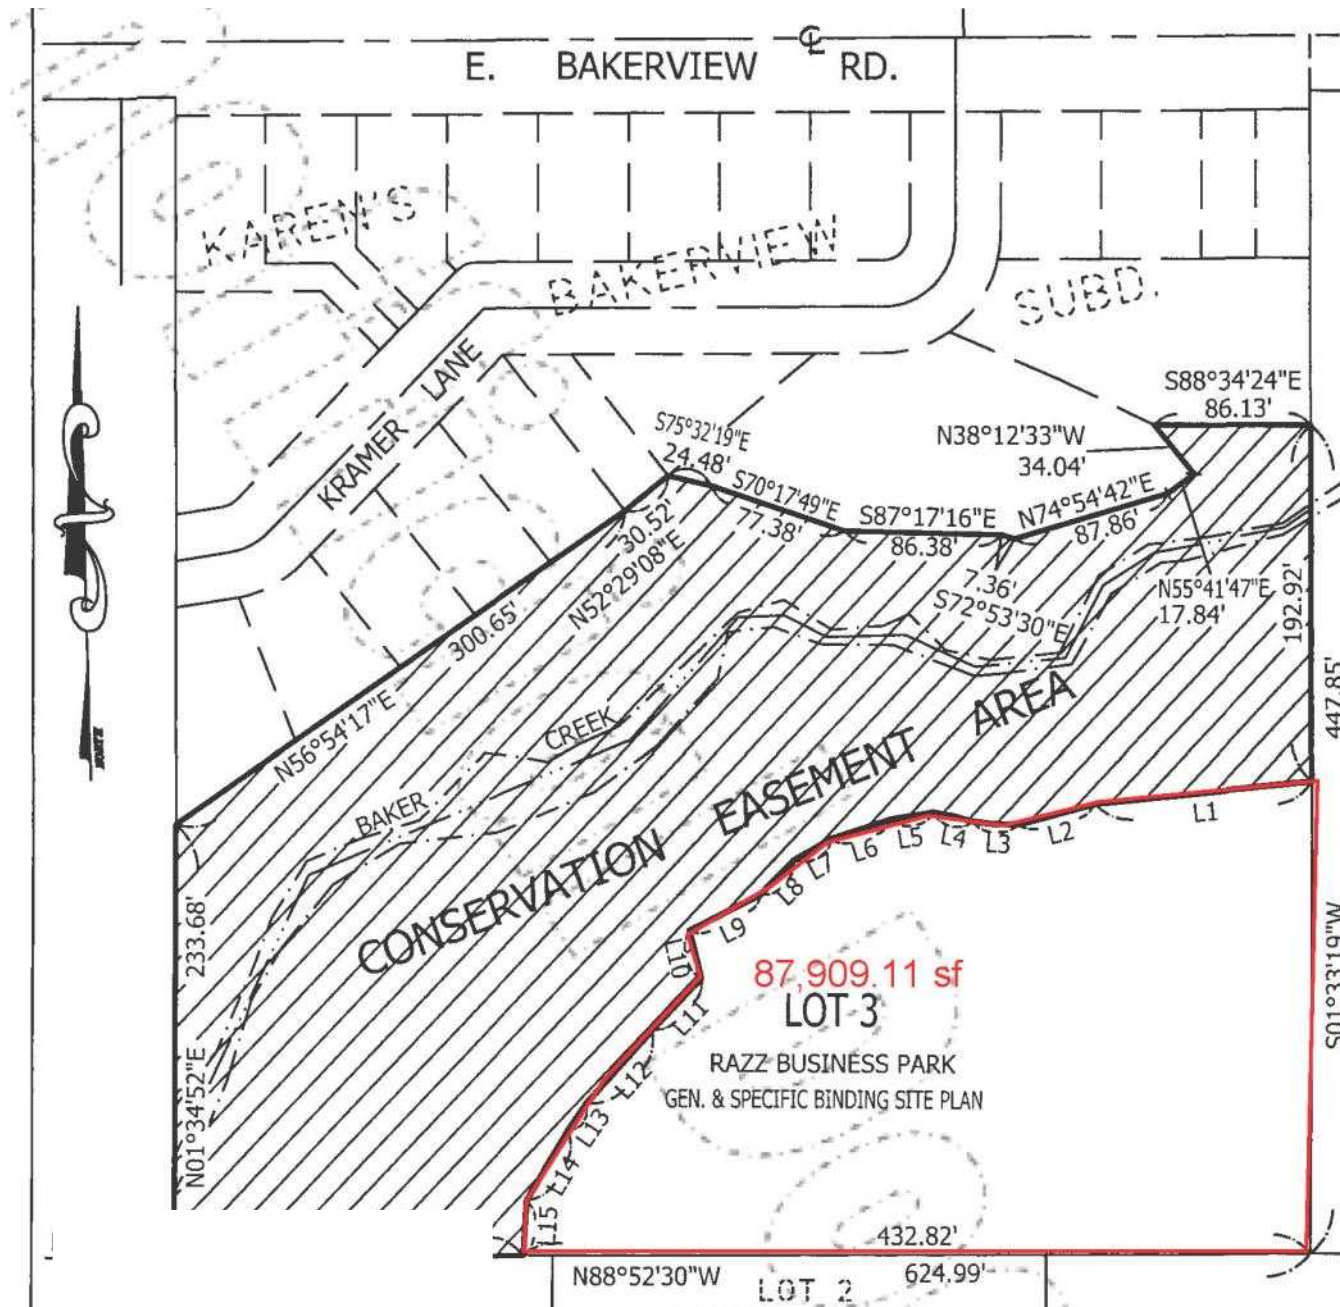 E. BAKERVIEW ℄ RD.
KAREN'S
BAKERVIEW
SUBD.
KRAMER LANE
S88°34'24"E
86.13'
N38°12'33"W
34.04'
S75°32'19"E
24.48'
S70°17'49"E
77.38'
S87°17'16"E
86.38'
N74°54'42"E
87.86'
7.36'
S72°53'30"E
N55°41'47"E
17.84'
30.52'
N52°29'08"E
300.65'
N56°54'17"E
192.92'
447.85'
S01°33'19"W
BAKER CREEK
CONSERVATION EASEMENT AREA
233.68'
N01°34'52"E
L1
L2
L3
L4
L5
L6
L7
L8
L9
L10
L11
L12
L13
L14
L15
87,909.11 sf
LOT 3
RAZZ BUSINESS PARK
GEN. & SPECIFIC BINDING SITE PLAN
432.82'
N88°52'30"W
624.99'
LOT 2